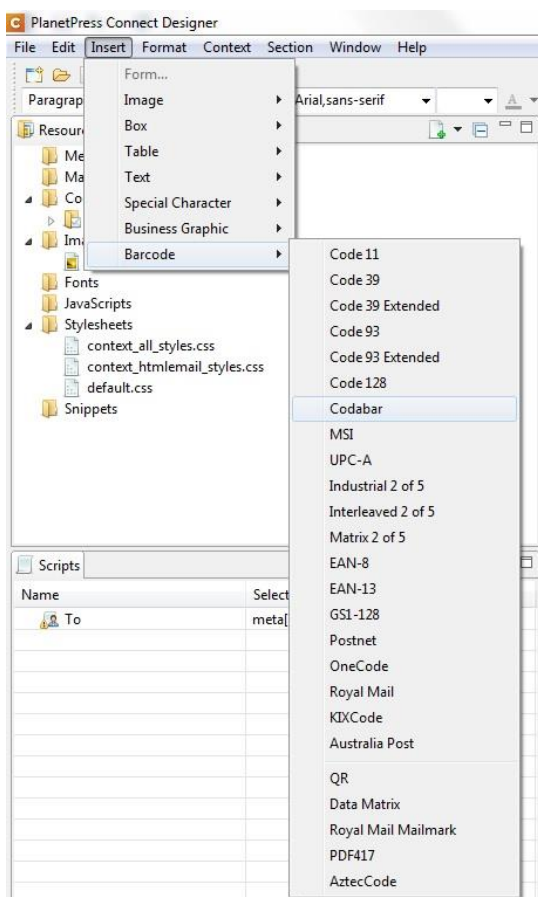 PlanetPress Connect Designer
File Edit Insert Format Context Section Window Help
Form...
Paragrap Image Arial,sans-serif
Resour Box
Me Table
Ma Text
Co Special Character
Business Graphic
Ima Barcode
Code 11
Code 39
Fonts
Code 39 Extended
JavaScripts
Code 93
Stylesheets
context_all_styles.css
Code 93 Extended
context_htmlemail_styles.css
Code 128
default.css
Codabar
Snippets
MSI
UPC-A
Industrial 2 of 5
Interleaved 2 of 5
Matrix 2 of 5
Scripts
EAN-8
Name Select
EAN-13
To meta[
GS1-128
Postnet
OneCode
Royal Mail
KIXCode
Australia Post
QR
Data Matrix
Royal Mail Mailmark
PDF417
AztecCode